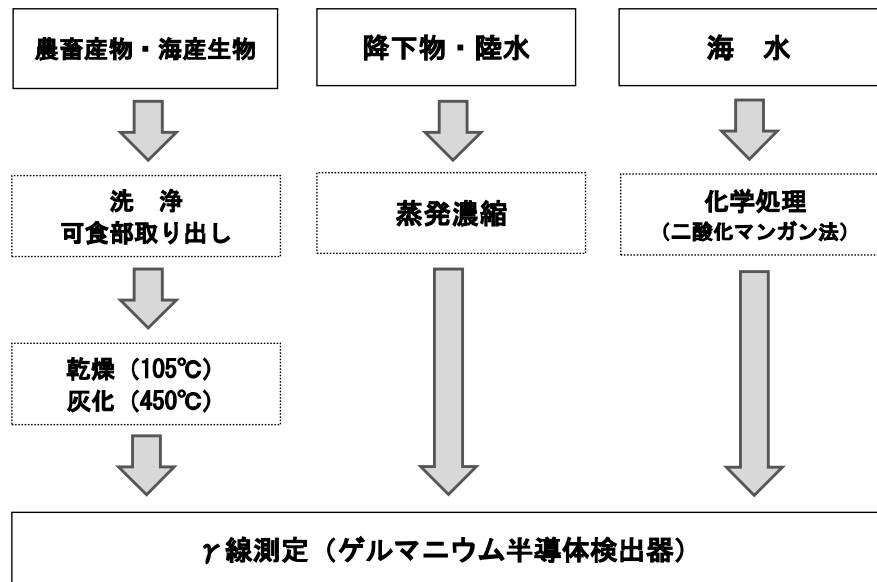 農畜産物・海産生物
洗　浄
可食部取り出し
乾燥（105℃）
灰化（450℃）
降下物・陸水
蒸発濃縮
海　水
化学処理
（二酸化マンガン法）
γ線測定（ゲルマニウム半導体検出器）